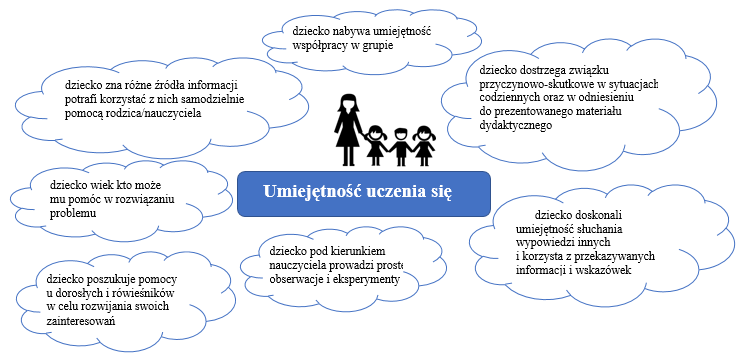 dziecko nabywa umiejętność
współpracy w grupie
dziecko zna różne źródła informacji
potrafi korzystać z nich samodzielnie
pomocą rodzica/nauczyciela
dziecko dostrzega związku
przyczynowo-skutkowe w sytuacjach
codziennych oraz w odniesieniu
do prezentowanego materiału
dydaktycznego
Umiejętność uczenia się
dziecko wiek kto może
mu pomóc w rozwiązaniu
problemu
dziecko doskonali
umiejętność słuchania
wypowiedzi innych
i korzysta z przekazywanych
informacji i wskazówek
dziecko pod kierunkiem
nauczyciela prowadzi proste
obserwacje i eksperymenty
dziecko poszukuje pomocy
u dorosłych i rówieśników
w celu rozwijania swoich
zainteresowań